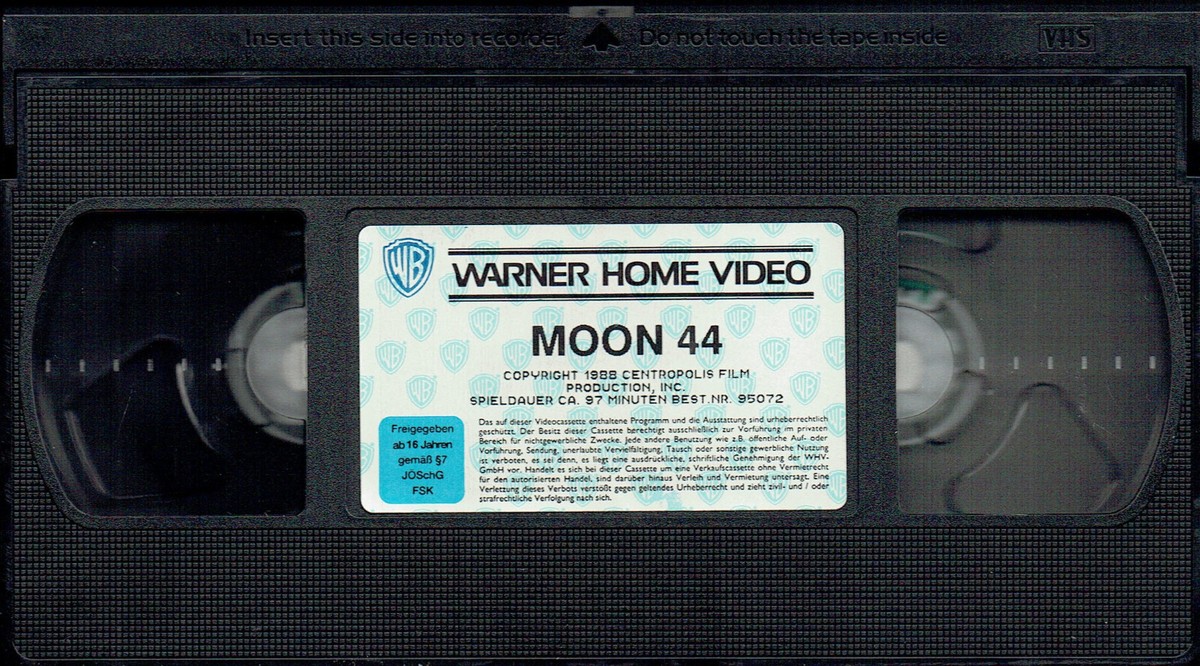 Insert this side into recorder Do not touch the tape inside VHS
WB WARNER HOME VIDEO
MOON 44
COPYRIGHT 1988 CENTROPOLIS FILM
PRODUCTION, INC.
SPIELDAUER CA. 97 MINUTEN BEST.NR. 95072
Freigegeben
ab 16 Jahren
gemäß §7
JÖSchG
FSK
Das auf dieser Videocassette enthaltene Programm und die Ausstattung sind urheberrechtlich
geschützt. Der Besitz dieser Cassette berechtigt ausschließlich zur Vorführung im privaten
Bereich für nichtgewerbliche Zwecke. Jede andere Benutzung wie z.B. öffentliche Auf- oder
Vorführung, Sendung, unerlaubte Vervielfältigung, Tausch oder sonstige gewerbliche Nutzung
ist verboten, es sei denn, es liegt eine ausdrückliche, schriftliche Genehmigung der WHV-
GmbH vor. Handelt es sich bei dieser Cassette um eine Verkaufscassette ohne Vermietrecht
für den autorisierten Handel, sind darüber hinaus Verleih und Vermietung untersagt. Eine
Verletzung dieses Verbots verstößt gegen geltendes Urheberrecht und zieht zivil- und / oder
strafrechtliche Verfolgung nach sich.